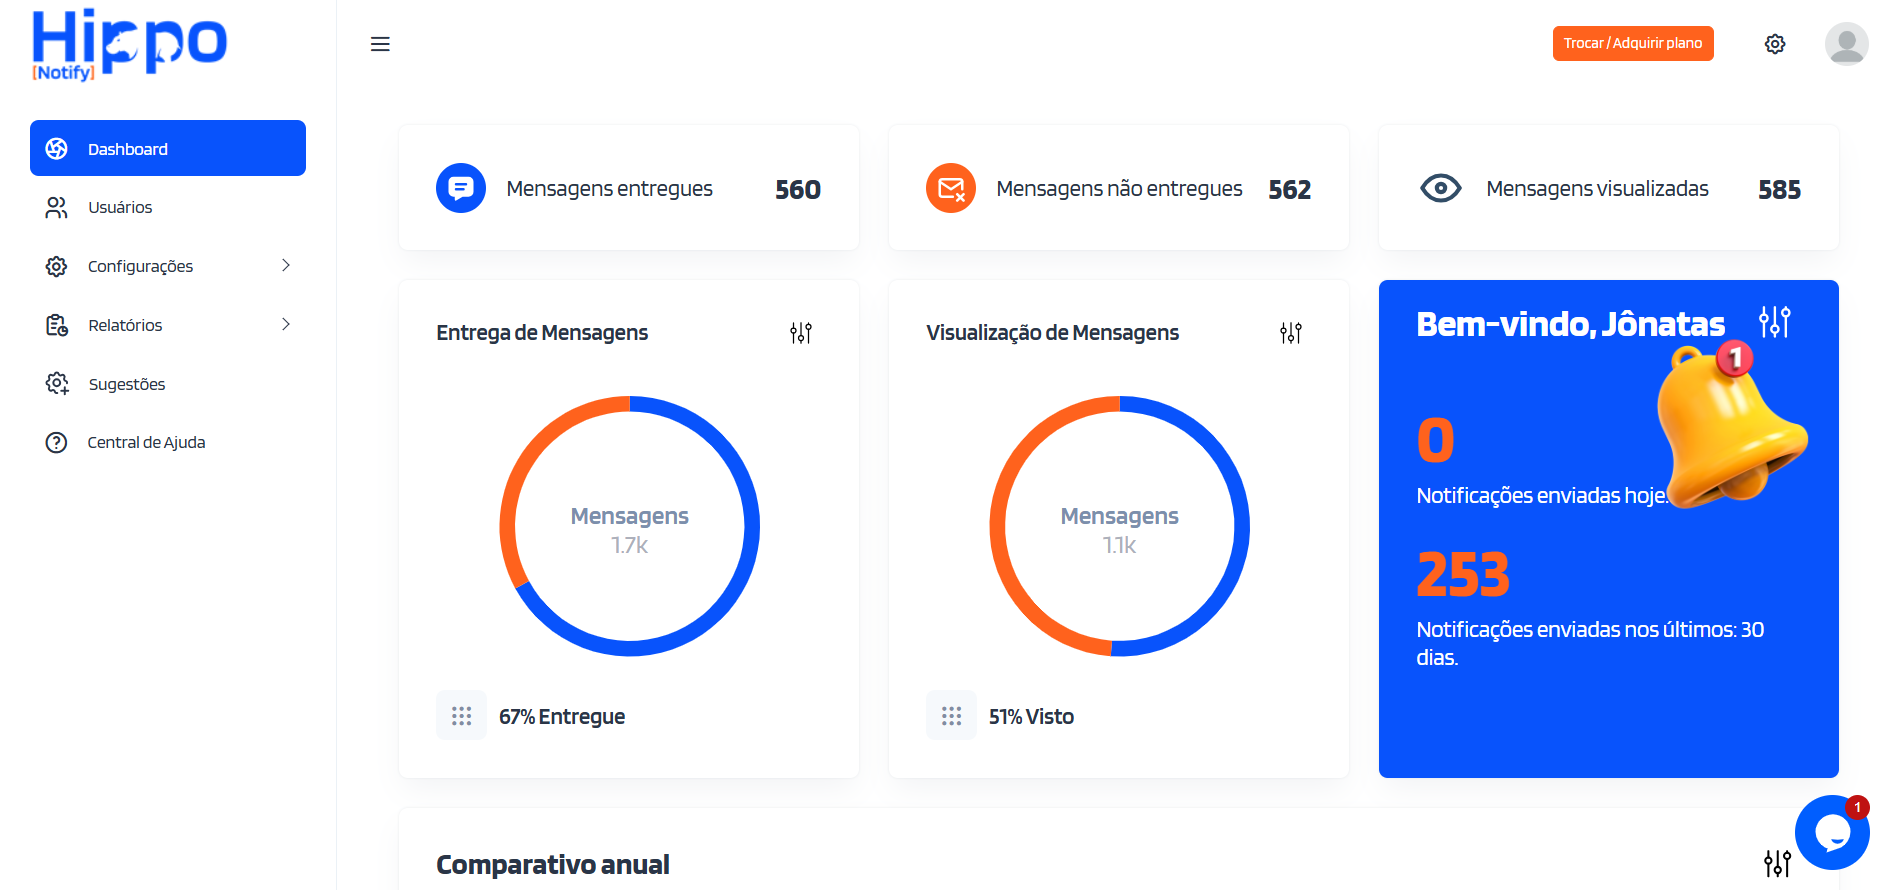 Hippo
[Notify]
Trocar / Adquirir plano
Dashboard
Usuários
Configurações
Relatórios
Sugestões
Central de Ajuda
Mensagens entregues 560
Mensagens não entregues 562
Mensagens visualizadas 585
Entrega de Mensagens
Mensagens
1.7k
67% Entregue
Visualização de Mensagens
Mensagens
1.1k
51% Visto
Bem-vindo, Jônatas
1
0
Notificações enviadas hoje.
253
Notificações enviadas nos últimos: 30
dias.
Comparativo anual
1